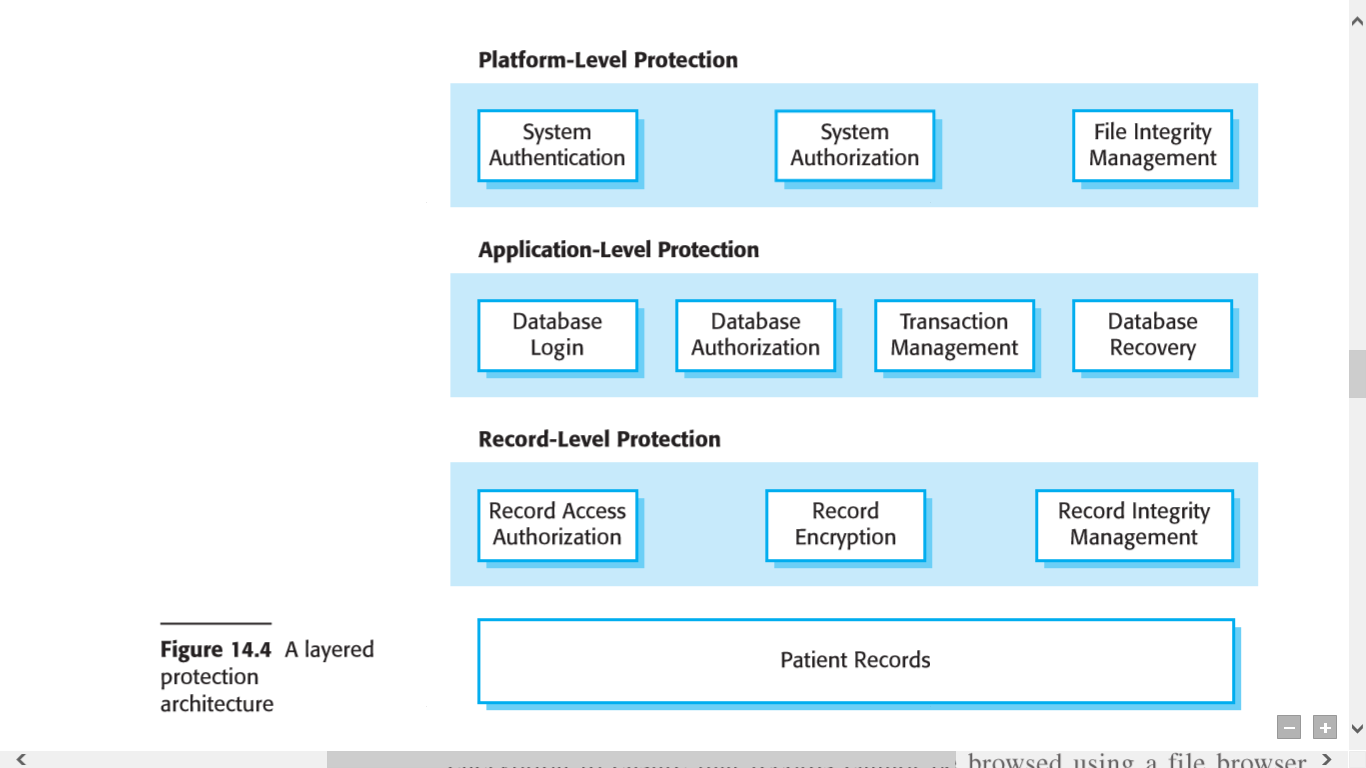 Platform-Level Protection
System
Authentication
System
Authorization
File Integrity
Management
Application-Level Protection
Database
Login
Database
Authorization
Transaction
Management
Database
Recovery
Record-Level Protection
Record Access
Authorization
Record
Encryption
Record Integrity
Management
Patient Records
Figure 14.4 A layered
protection
architecture
browsed using a file browser